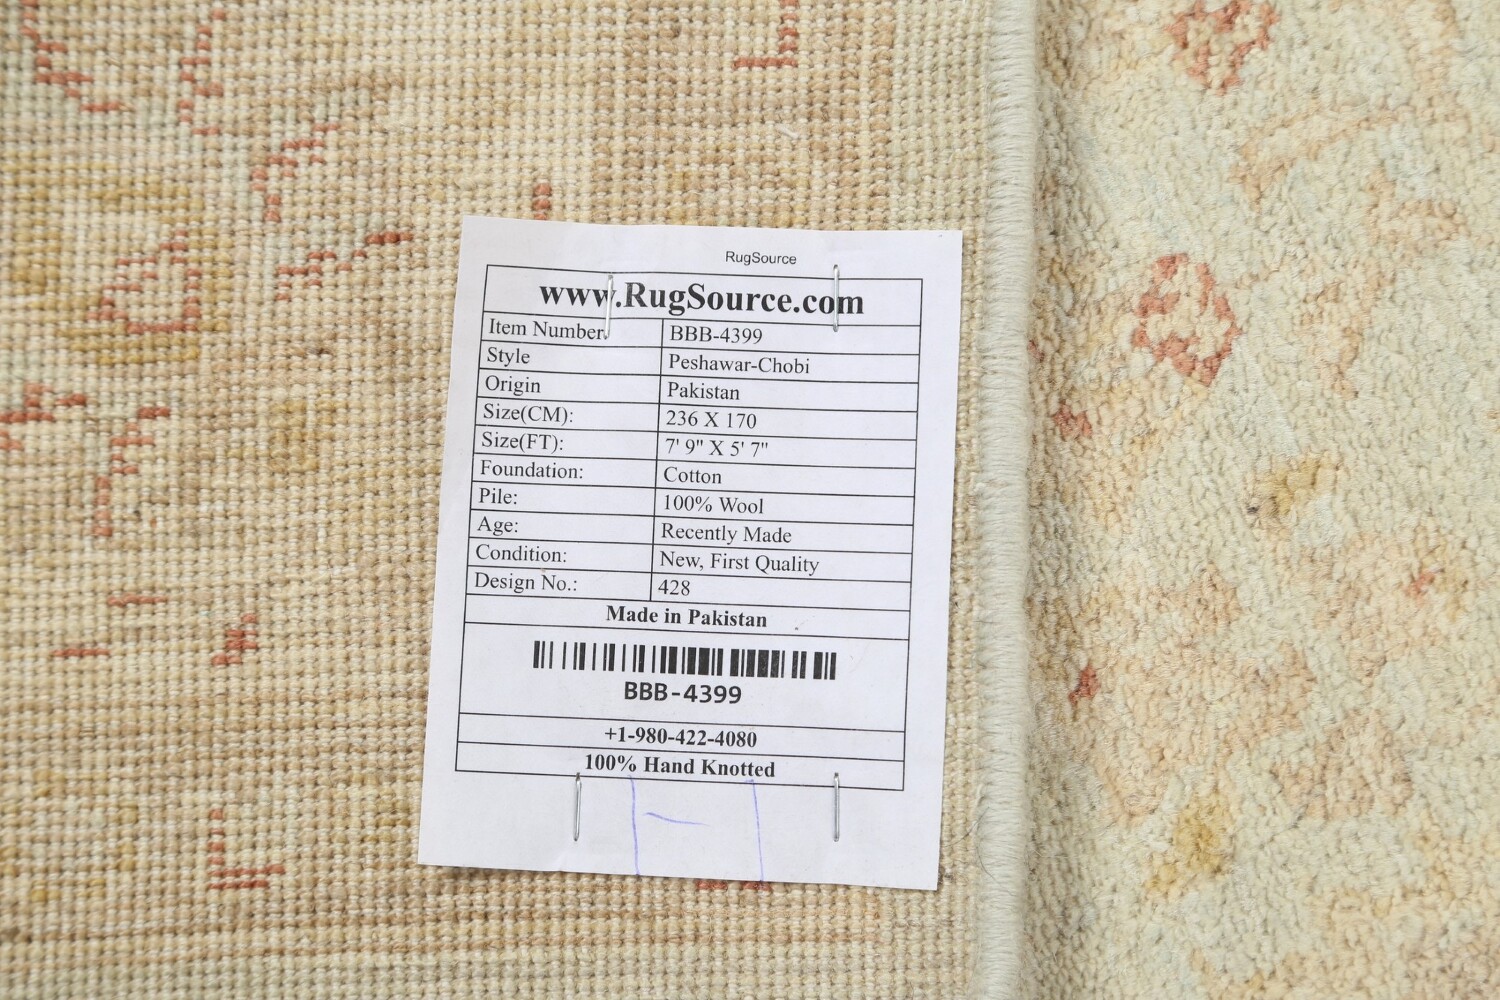 RugSource
www.RugSource.com
Item Number. BBB-4399
Style Peshawar-Chobi
Origin Pakistan
Size(CM): 236 X 170
Size(FT): 7' 9" X 5' 7"
Foundation: Cotton
Pile: 100% Wool
Age: Recently Made
Condition: New, First Quality
Design No.: 428
Made in Pakistan
BBB-4399
+1-980-422-4080
100% Hand Knotted